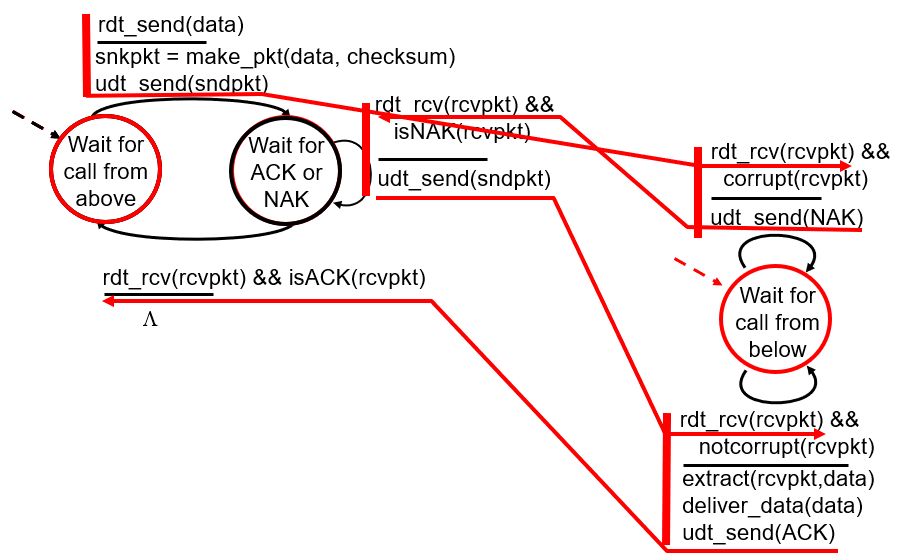 rdt_send(data)
snkpkt = make_pkt(data, checksum)
udt_send(sndpkt)
rdt_rcv(rcvpkt) &&
isNAK(rcvpkt)
udt_send(sndpkt)
Wait for
call from
above
Wait for
ACK or
NAK
rdt_rcv(rcvpkt) && isACK(rcvpkt)
Λ
rdt_rcv(rcvpkt) &&
corrupt(rcvpkt)
udt_send(NAK)
Wait for
call from
below
rdt_rcv(rcvpkt) &&
notcorrupt(rcvpkt)
extract(rcvpkt,data)
deliver_data(data)
udt_send(ACK)